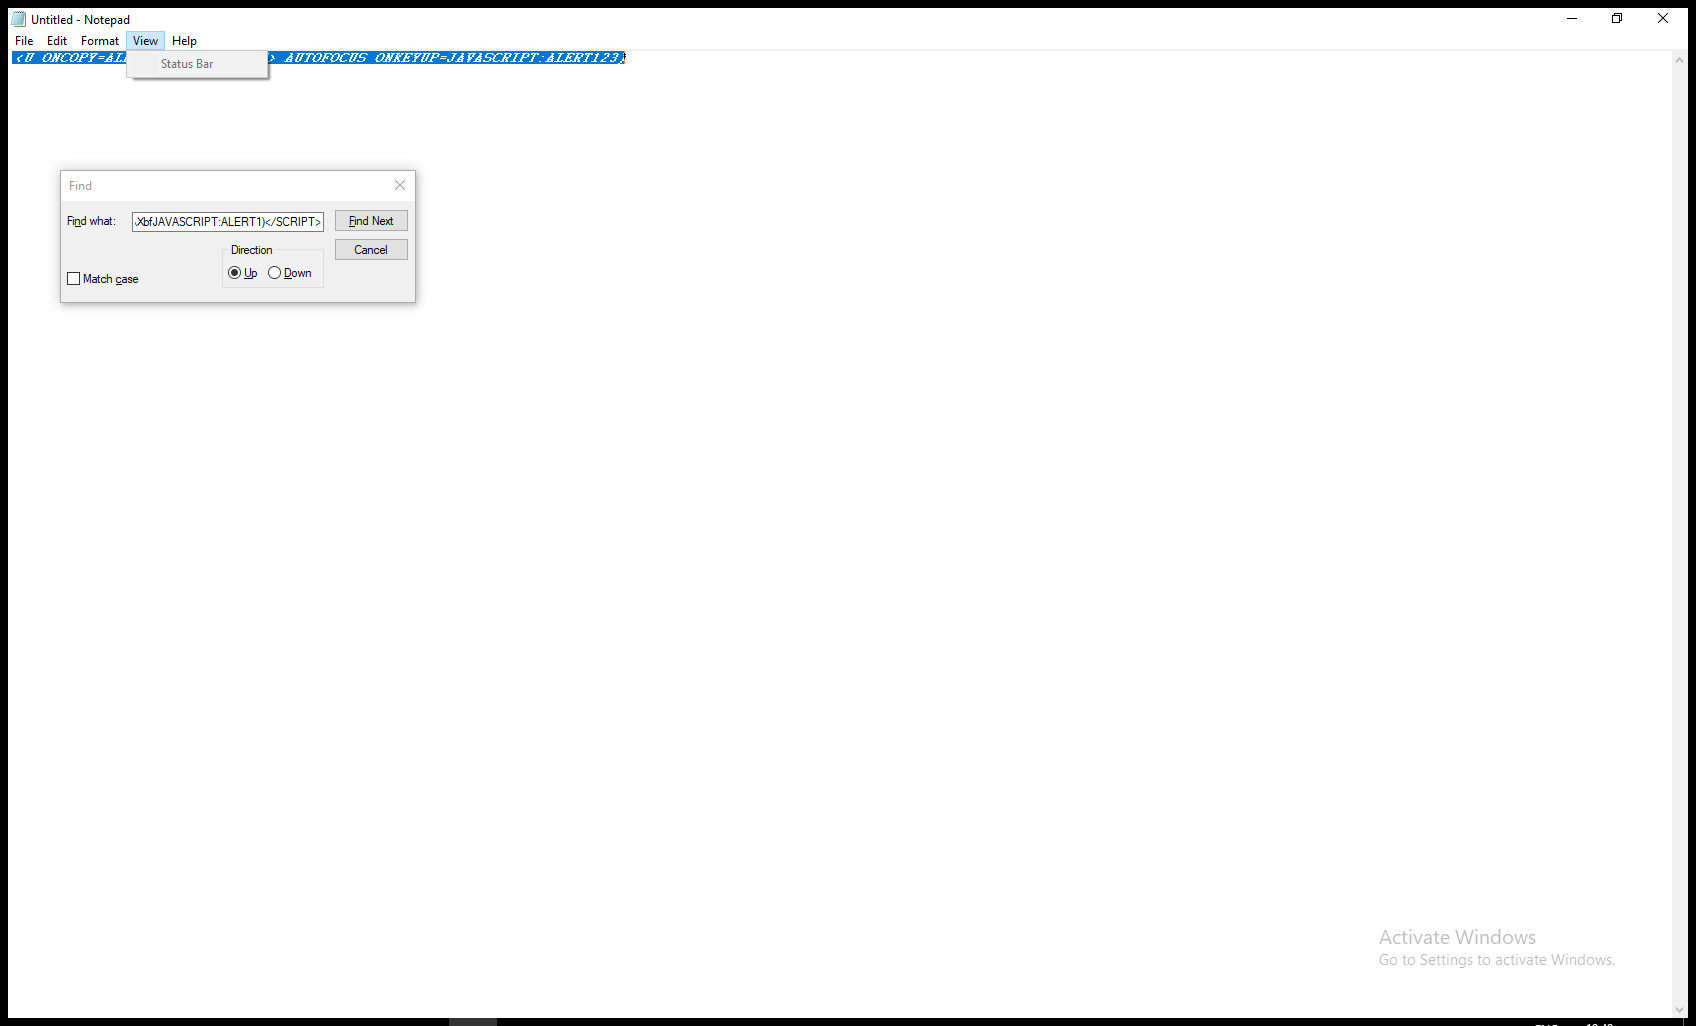 Untitled - Notepad
File Edit Format View Help
<U ONCOPY=AL > AUTOFOCUS ONKEYUP=JAVASCRIPT:ALERT123)
Status Bar
Find
Find what: XbfJAVASCRIPT:ALERT1)</SCRIPT> Find Next
Direction Cancel
Up Down
Match case
Activate Windows
Go to Settings to activate Windows.